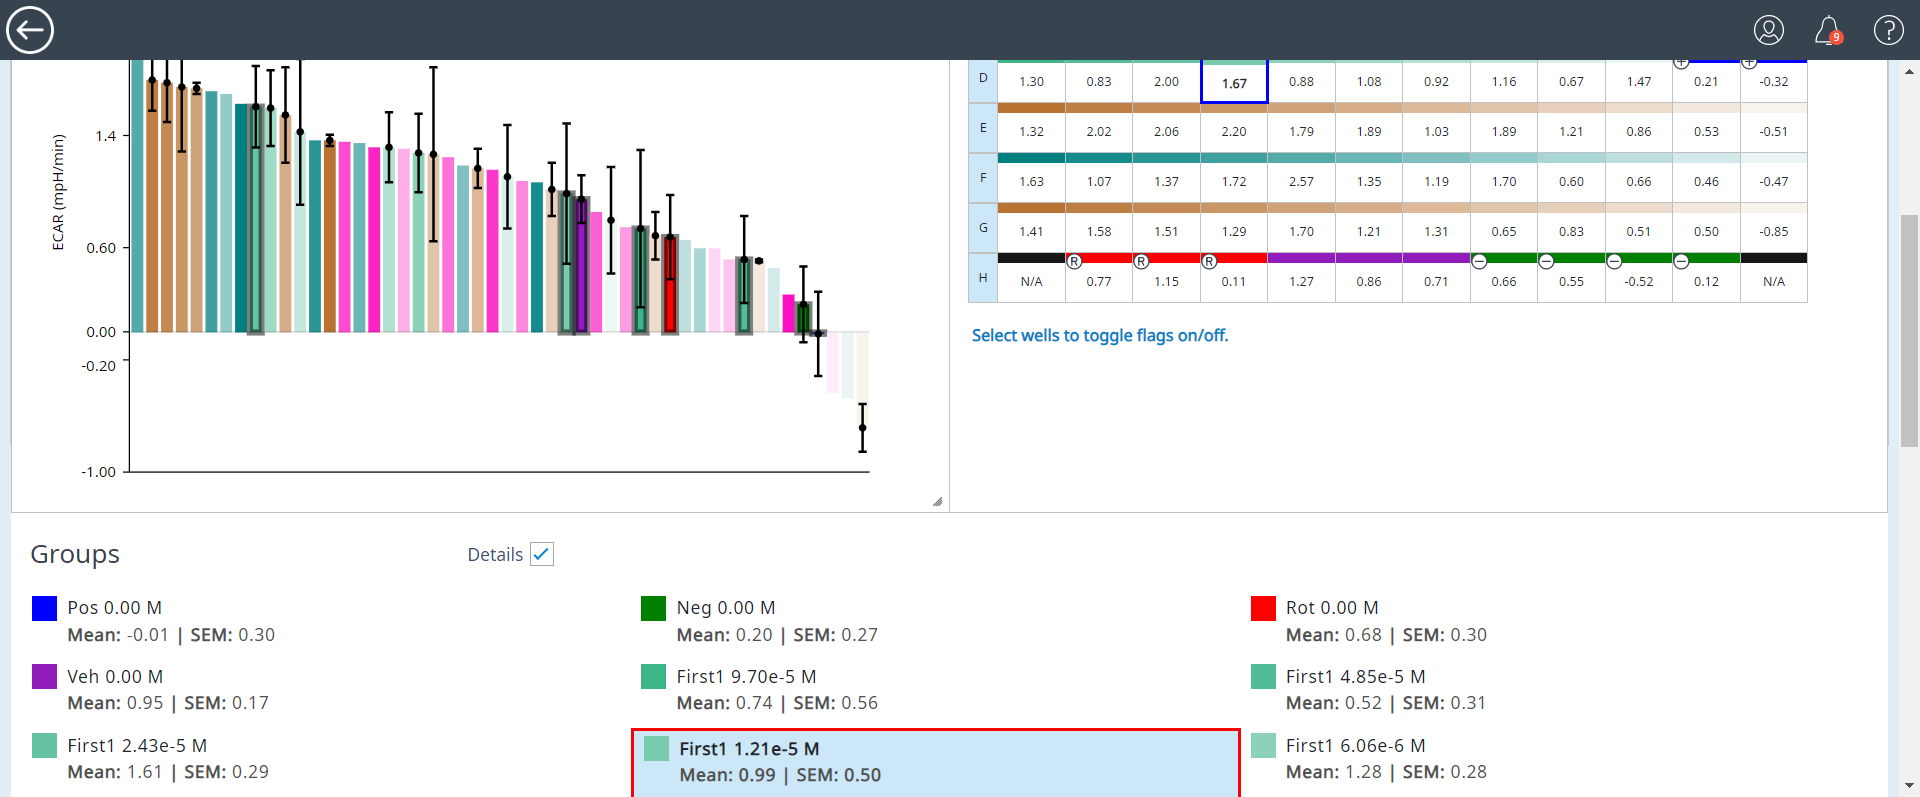 9
ECAR (mpH/min)
1.4
0.60
0.00
-0.20
-1.00
D 1.30 0.83 2.00 1.67 0.88 1.08 0.92 1.16 0.67 1.47 0.21 -0.32
E 1.32 2.02 2.06 2.20 1.79 1.89 1.03 1.89 1.21 0.86 0.53 -0.51
F 1.63 1.07 1.37 1.72 2.57 1.35 1.19 1.70 0.60 0.66 0.46 -0.47
G 1.41 1.58 1.51 1.29 1.70 1.21 1.31 0.65 0.83 0.51 0.50 -0.85
R R R
H N/A 0.77 1.15 0.11 1.27 0.86 0.71 0.66 0.55 -0.52 0.12 N/A
Select wells to toggle flags on/off.
Groups Details
Pos 0.00 M
Mean: -0.01 | SEM: 0.30
Neg 0.00 M
Mean: 0.20 | SEM: 0.27
Rot 0.00 M
Mean: 0.68 | SEM: 0.30
Veh 0.00 M
Mean: 0.95 | SEM: 0.17
First1 9.70e-5 M
Mean: 0.74 | SEM: 0.56
First1 4.85e-5 M
Mean: 0.52 | SEM: 0.31
First1 2.43e-5 M
Mean: 1.61 | SEM: 0.29
First1 1.21e-5 M
Mean: 0.99 | SEM: 0.50
First1 6.06e-6 M
Mean: 1.28 | SEM: 0.28